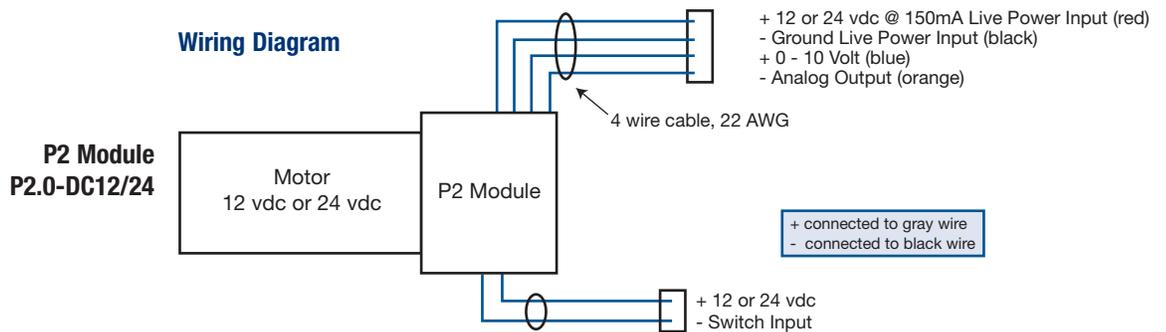 Wiring Diagram
+ 12 or 24 vdc @ 150mA Live Power Input (red)
- Ground Live Power Input (black)
+ 0 - 10 Volt (blue)
- Analog Output (orange)
4 wire cable, 22 AWG
P2 Module
P2.0-DC12/24
Motor
12 vdc or 24 vdc
P2 Module
+ connected to gray wire
- connected to black wire
+ 12 or 24 vdc
- Switch Input